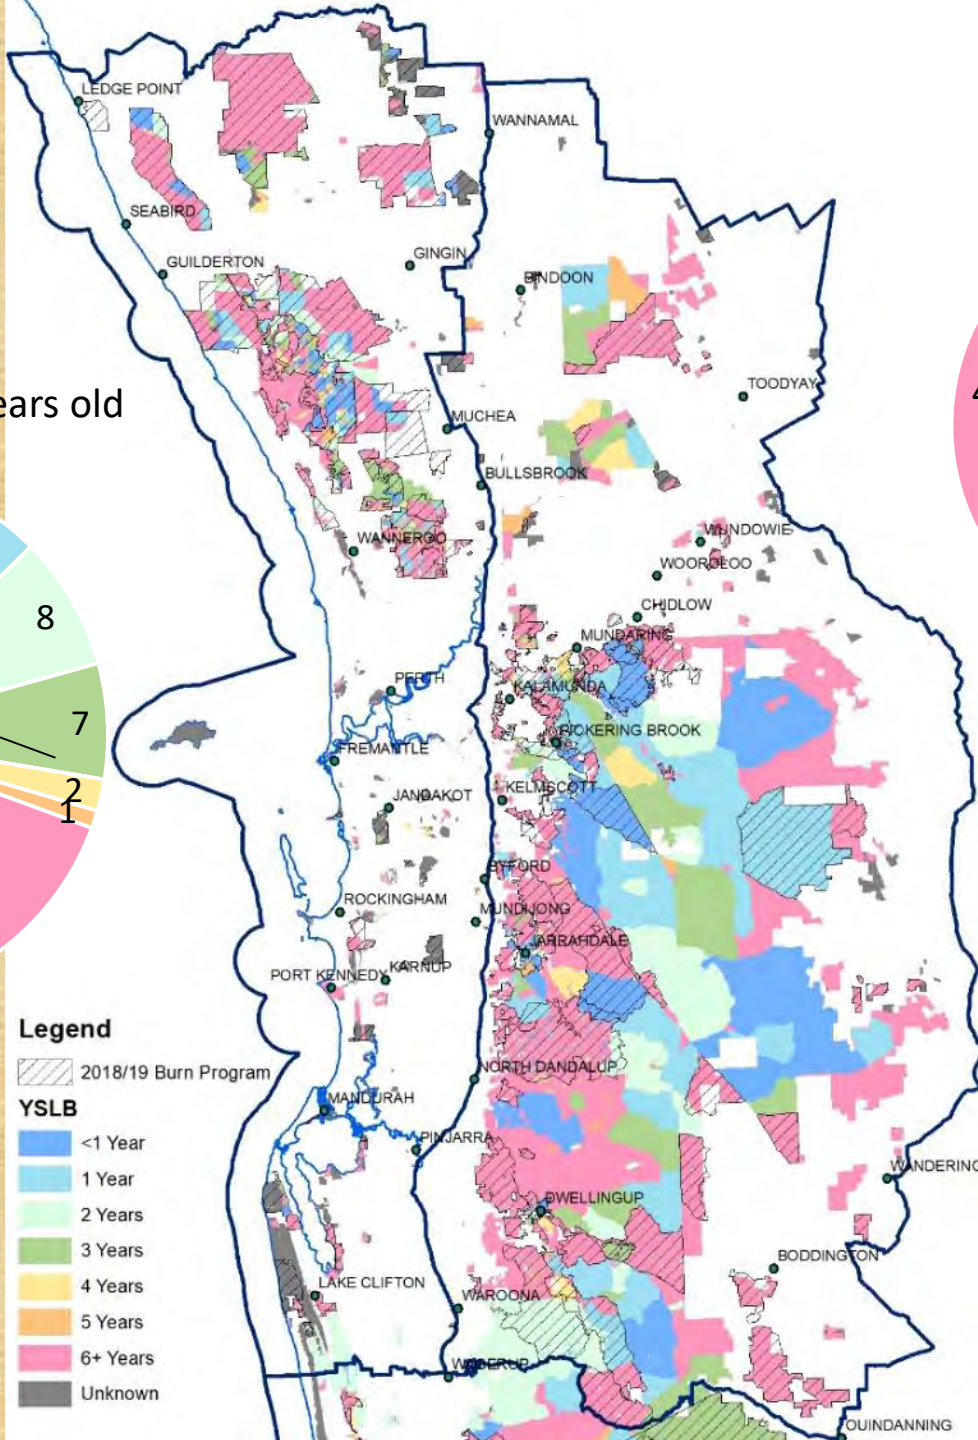 LEDGE POINT
WANNAMAL
SEABIRD
GINGIN
GUILDERTON
BINDOON
TOODYAY
ears old
MUCHEA
BULLSBROOK
WUNDOWIE
WANNEROO
WOOROLOO
CHIDLOW
MUNDARING
8
PERTH
KALAMUNDA
7
PICKERING BROOK
FREMANTLE
2
JANDAKOT
KELMSCOTT
1
BYFORD
ROCKINGHAM
MUNDIJONG
JARRAHDALE
PORT KENNEDY
KARNUP
Legend
2018/19 Burn Program
NORTH DANDALUP
YSLB
MANDURAH
<1 Year
PINJARRA
1 Year
WANDERING
2 Years
DWELLINGUP
3 Years
BODDINGTON
4 Years
LAKE CLIFTON
WAROONA
5 Years
6+ Years
WAGERUP
Unknown
QUINDANNING